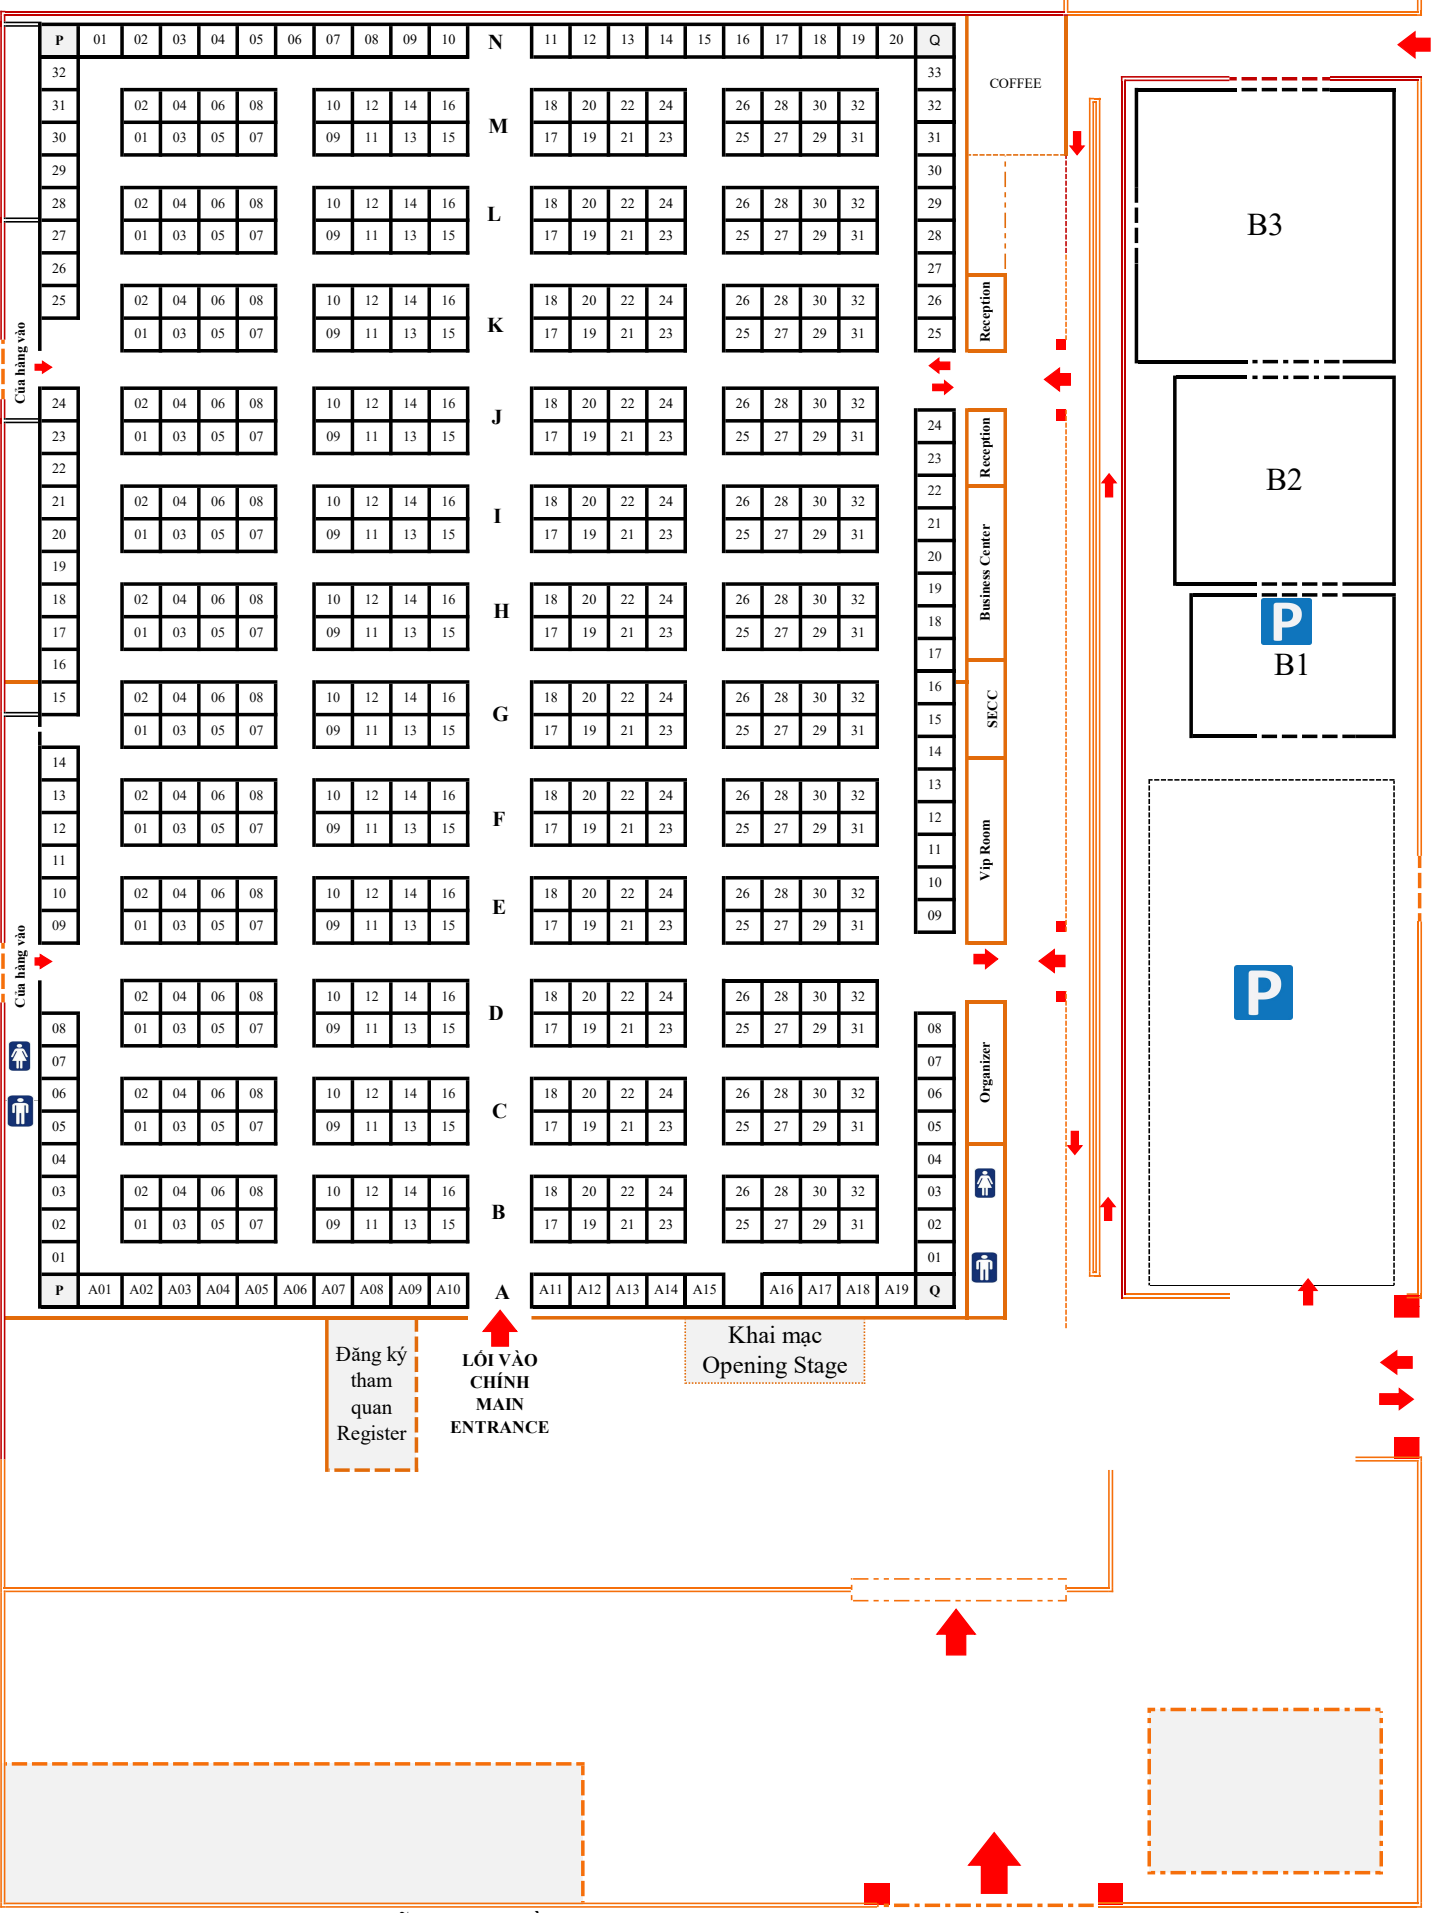 P 01 02 03 04 05 06 07 08 09 10 N 11 12 13 14 15 16 17 18 19 20 Q
32 33
COFFEE
31 02 04 06 08 10 12 14 16 18 20 22 24 26 28 30 32 32
M
30 01 03 05 07 09 11 13 15 17 19 21 23 25 27 29 31 31
29 30
28 02 04 06 08 10 12 14 16 18 20 22 24 26 28 30 32 29
L
27 01 03 05 07 09 11 13 15 17 19 21 23 25 27 29 31 28
B3
26 27
25 02 04 06 08 10 12 14 16 18 20 22 24 26 28 30 32 26
K
Reception
01 03 05 07 09 11 13 15 17 19 21 23 25 27 29 31 25
Của hàng vào
24 02 04 06 08 10 12 14 16 18 20 22 24 26 28 30 32 24
J
23 01 03 05 07 09 11 13 15 17 19 21 23 25 27 29 31 23
Reception
22 22
B2
21 02 04 06 08 10 12 14 16 18 20 22 24 26 28 30 32 21
I
20 01 03 05 07 09 11 13 15 17 19 21 23 25 27 29 31 20
Business Center
19 19
18 02 04 06 08 10 12 14 16 18 20 22 24 26 28 30 32 18
H
P
17 01 03 05 07 09 11 13 15 17 19 21 23 25 27 29 31 17
B1
16 16
15 02 04 06 08 10 12 14 16 18 20 22 24 26 28 30 32 15
G
SECC
01 03 05 07 09 11 13 15 17 19 21 23 25 27 29 31
14 14
13 02 04 06 08 10 12 14 16 18 20 22 24 26 28 30 32 13
F
12 01 03 05 07 09 11 13 15 17 19 21 23 25 27 29 31 12
Vip Room
11 11
10 02 04 06 08 10 12 14 16 18 20 22 24 26 28 30 32 10
E
09 01 03 05 07 09 11 13 15 17 19 21 23 25 27 29 31 09
Của hàng vào
02 04 06 08 10 12 14 16 18 20 22 24 26 28 30 32
P
D
08 01 03 05 07 09 11 13 15 17 19 21 23 25 27 29 31 08
07 07
Organizer
06 02 04 06 08 10 12 14 16 18 20 22 24 26 28 30 32 06
C
05 01 03 05 07 09 11 13 15 17 19 21 23 25 27 29 31 05
04 04
03 02 04 06 08 10 12 14 16 18 20 22 24 26 28 30 32 03
B
02 01 03 05 07 09 11 13 15 17 19 21 23 25 27 29 31 02
01 01
P A01 A02 A03 A04 A05 A06 A07 A08 A09 A10 A A11 A12 A13 A14 A15 A16 A17 A18 A19 Q
Đăng ký
tham
quan
Register
LỐI VÀO
CHÍNH
MAIN
ENTRANCE
Khai mạc
Opening Stage